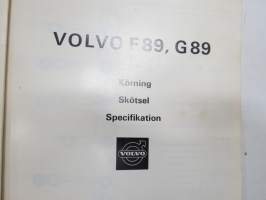 VOLVO F89, G89
Körning
Skötsel
Specifikation
VOLVO